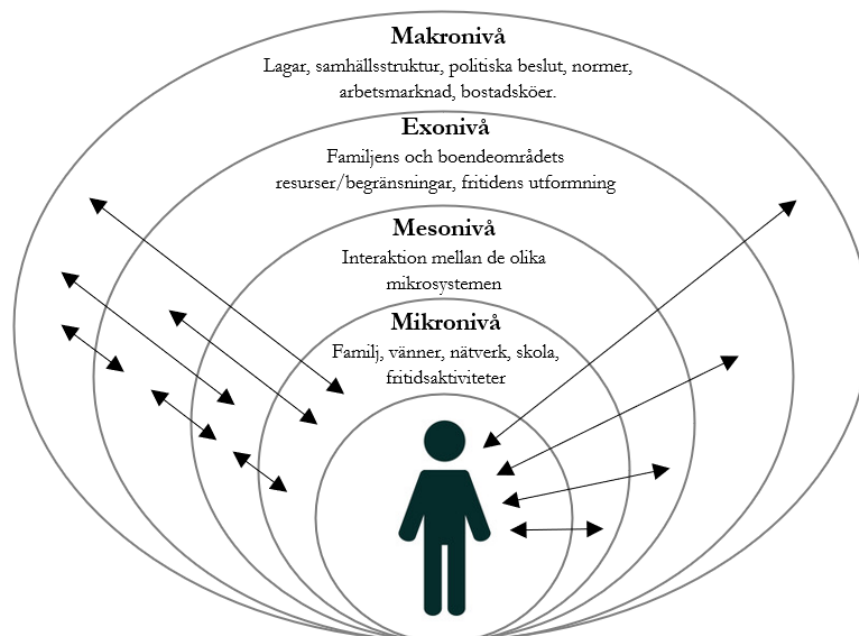 Makronivå
Lagar, samhällsstruktur, politiska beslut, normer,
arbetsmarknad, bostadsköer.
Exonivå
Familjens och boendeområdets
resurser/begränsningar, fritidens utformning
Mesonivå
Interaktion mellan de olika
mikrosystemen
Mikronivå
Familj, vänner, nätverk, skola,
fritidsaktiviteter